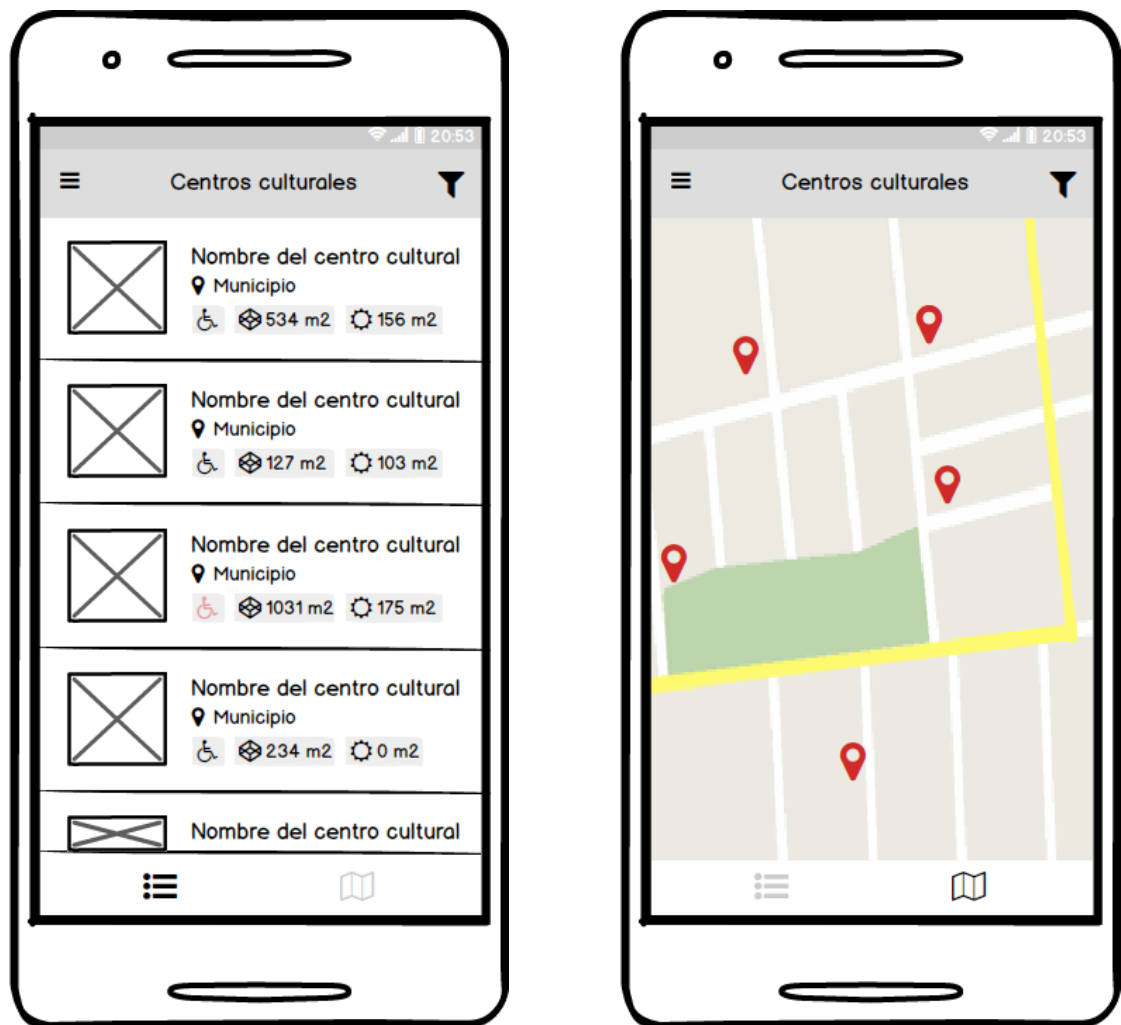 20:53
Centros culturales
Nombre del centro cultural
Municipio
534 m2 156 m2
Nombre del centro cultural
Municipio
127 m2 103 m2
Nombre del centro cultural
Municipio
1031 m2 175 m2
Nombre del centro cultural
Municipio
234 m2 0 m2
Nombre del centro cultural
20:53
Centros culturales